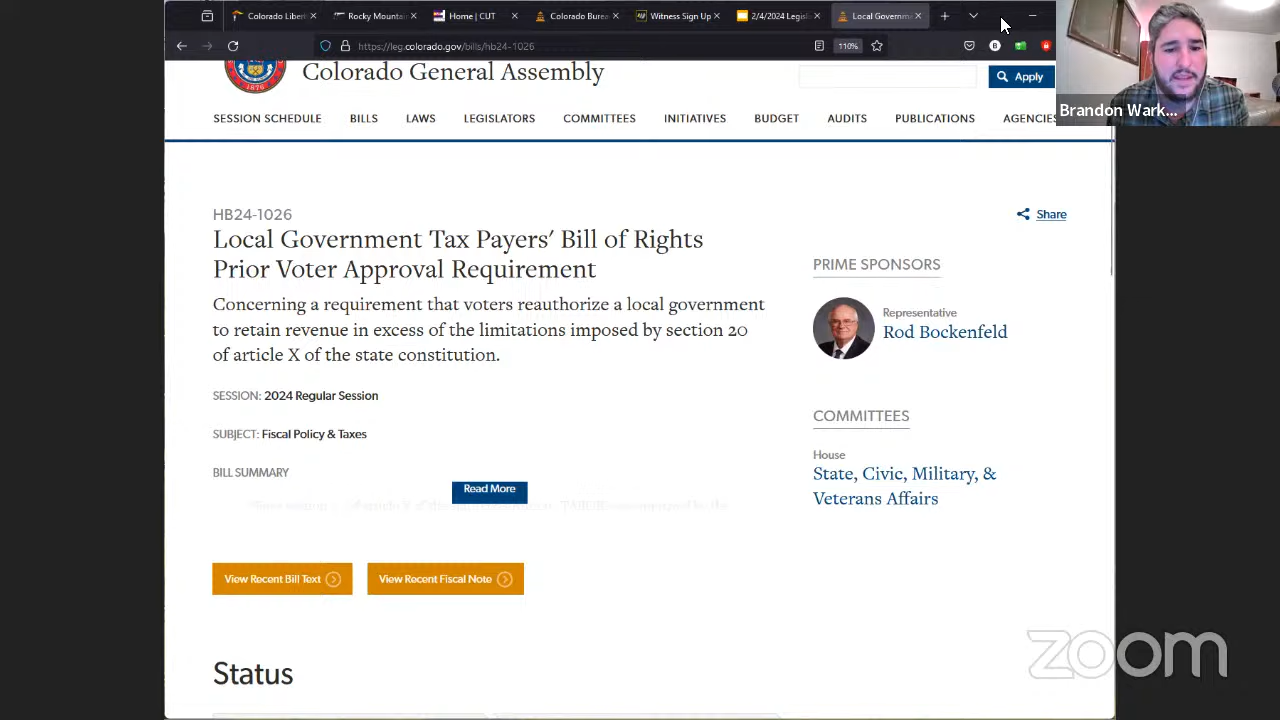 Colorado Libert
Rocky Mountain
Home | CUT
Colorado Burea
Witness Sign Up
2/4/2024 Legisl
Local Governme
https://leg.colorado.gov/bills/hb24-1026
110%
1876
Colorado General Assembly
Apply
SESSION SCHEDULE
BILLS
LAWS
LEGISLATORS
COMMITTEES
INITIATIVES
BUDGET
AUDITS
PUBLICATIONS
AGENCIES
Brandon Wark...
HB24-1026
Share
Local Government Tax Payers' Bill of Rights
Prior Voter Approval Requirement
Concerning a requirement that voters reauthorize a local government
to retain revenue in excess of the limitations imposed by section 20
of article X of the state constitution.
SESSION: 2024 Regular Session
SUBJECT: Fiscal Policy & Taxes
BILL SUMMARY
Read More
PRIME SPONSORS
Representative
Rod Bockenfeld
COMMITTEES
House
State, Civic, Military, &
Veterans Affairs
View Recent Bill Text
View Recent Fiscal Note
Status
zoom